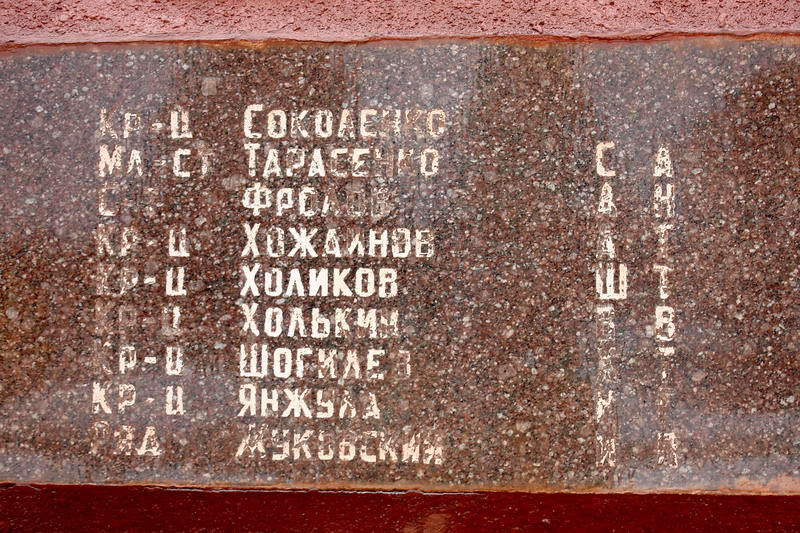 КР-Ц СОКОЛЕНКО
МЛ-СТ ТАРАСЕНКО С А
ФРОЛОВ А Н
КР-Ц ХОЖАИНОВ А Т
КР-Ц ХОЛИКОВ Ш Т
КР-Ц ХОЛЬКИН В
КР-Ц ШОГИЛЕВ
КР-Ц ЯНЖУЛА И
РЯД ЖУКОВСКИЙ И